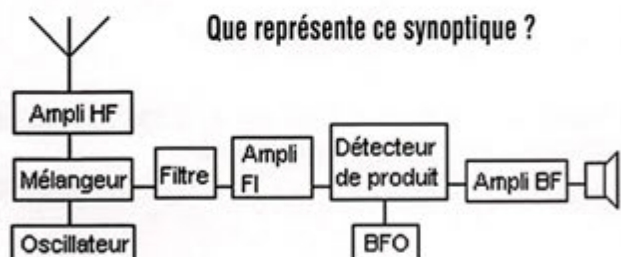 Que représente ce synoptique ?
Ampli HF
Mélangeur
Filtre
Ampli
FI
Détecteur
de produit
Ampli BF
Oscillateur
BFO